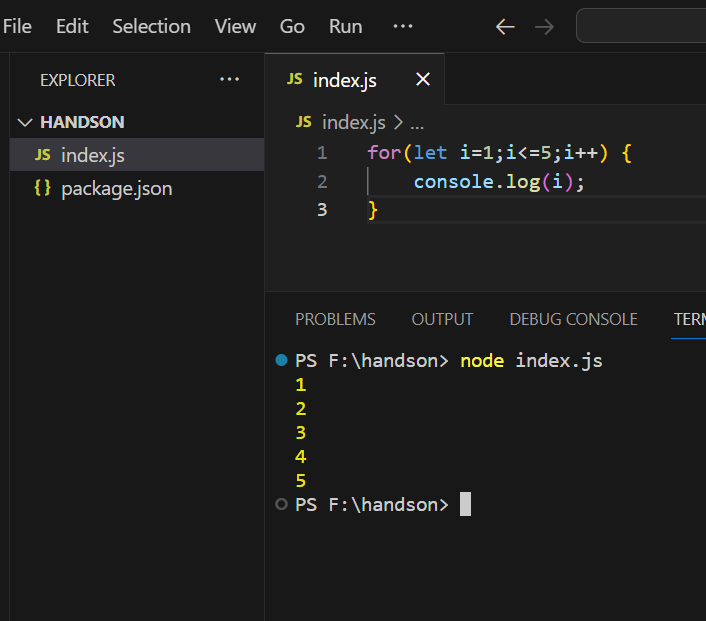 File Edit Selection View Go Run ...
EXPLORER ...
HANDSON
JS index.js
{} package.json
JS index.js
JS index.js > ...
1 for(let i=1;i<=5;i++) {
2 console.log(i);
3 }
PROBLEMS OUTPUT DEBUG CONSOLE TERM
PS F:\handson> node index.js
1
2
3
4
5
PS F:\handson>